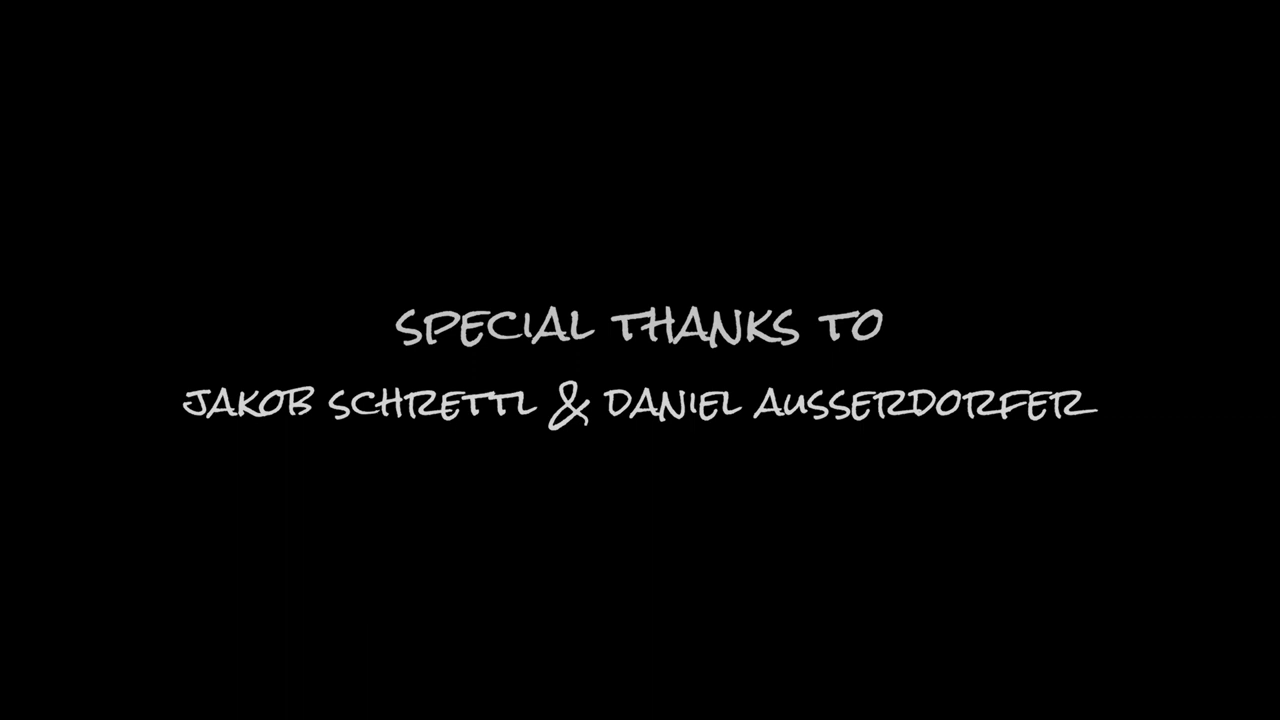 SPECIAL THANKS TO
JAKOB SCHRETTL & DANIEL AUSSERDORFER